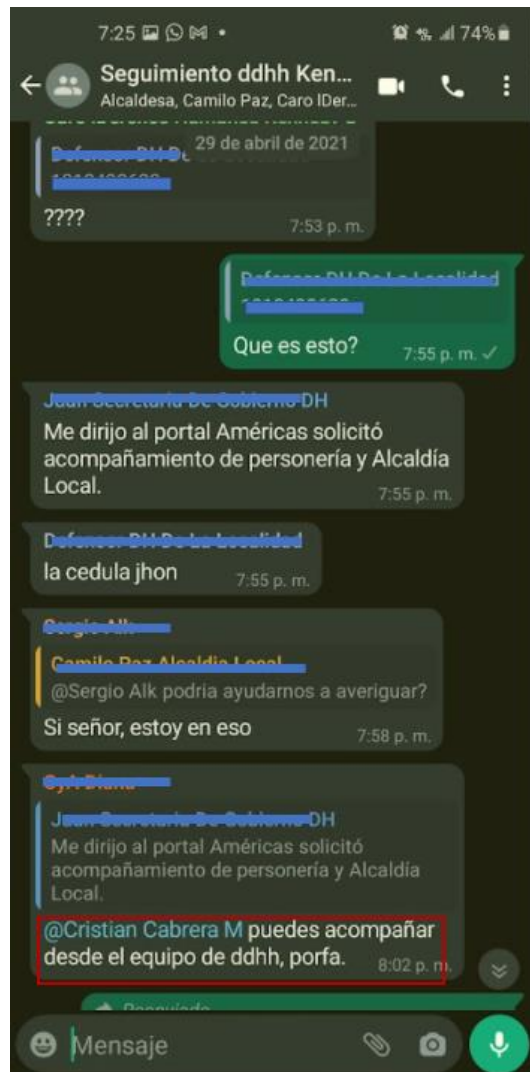 7:25
74%
Seguimiento ddhh Ken...
Alcaldesa, Camilo Paz, Caro IDer...
29 de abril de 2021
????
7:53 p. m.
Que es esto?
7:55 p. m.
DH
Me dirijo al portal Américas solicitó
acompañamiento de personería y Alcaldía
Local.
7:55 p. m.
la cedula jhon
7:55 p. m.
@Sergio Alk podria ayudarnos a averiguar?
Si señor, estoy en eso
7:58 p. m.
DH
Me dirijo al portal Américas solicitó
acompañamiento de personería y Alcaldía
Local.
@Cristian Cabrera M puedes acompañar
desde el equipo de ddhh, porfa.
8:02 p. m.
Mensaje